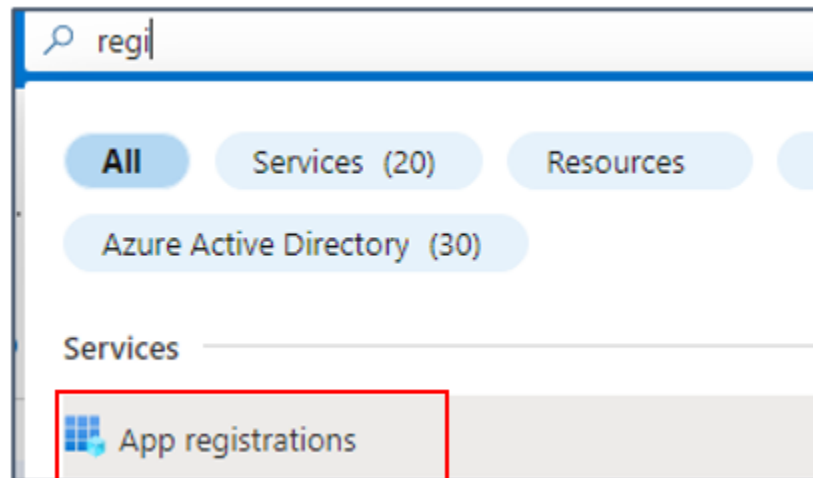 regi
All Services (20) Resources
Azure Active Directory (30)
Services
App registrations